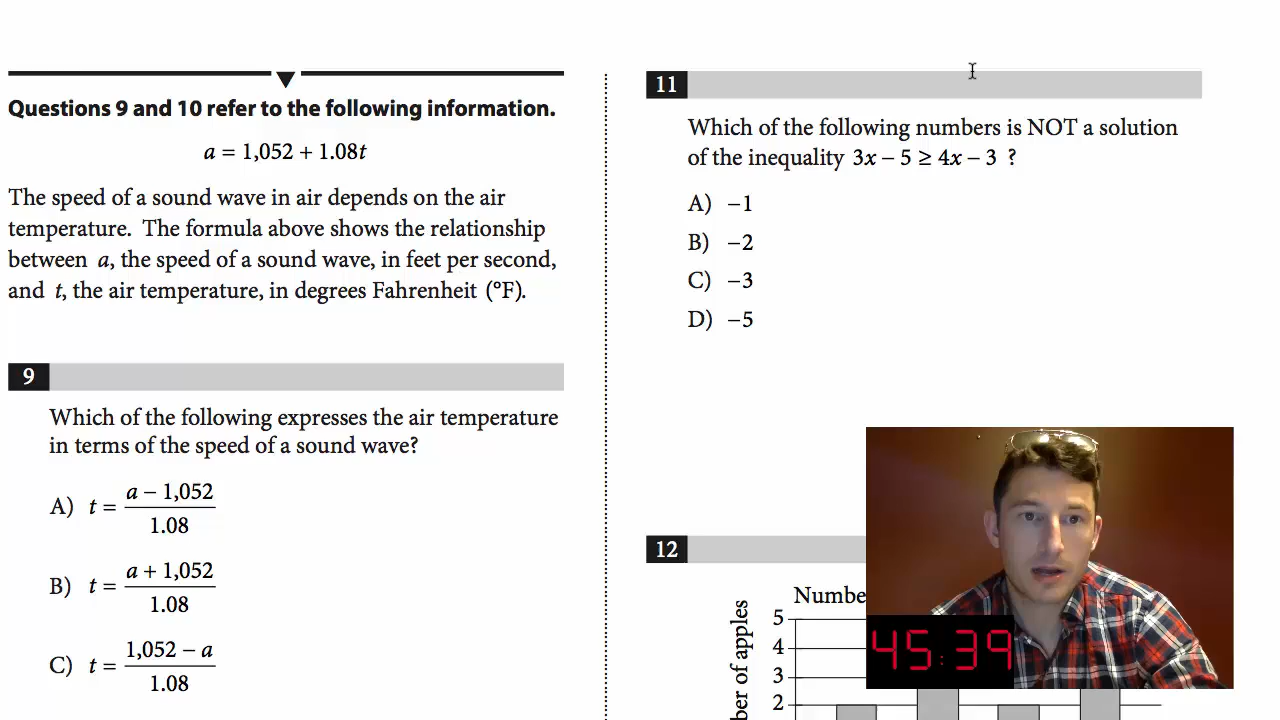 Questions 9 and 10 refer to the following information.
a = 1,052 + 1.08t
The speed of a sound wave in air depends on the air
temperature. The formula above shows the relationship
between a, the speed of a sound wave, in feet per second,
and t, the air temperature, in degrees Fahrenheit (°F).
9
Which of the following expresses the air temperature
in terms of the speed of a sound wave?
A) t = (a − 1,052)/1.08
B) t = (a + 1,052)/1.08
C) t = (1,052 − a)/1.08
11
Which of the following numbers is NOT a solution
of the inequality 3x − 5 ≥ 4x − 3 ?
A) −1
B) −2
C) −3
D) −5
12
5
4
3
2
of apples
45:39